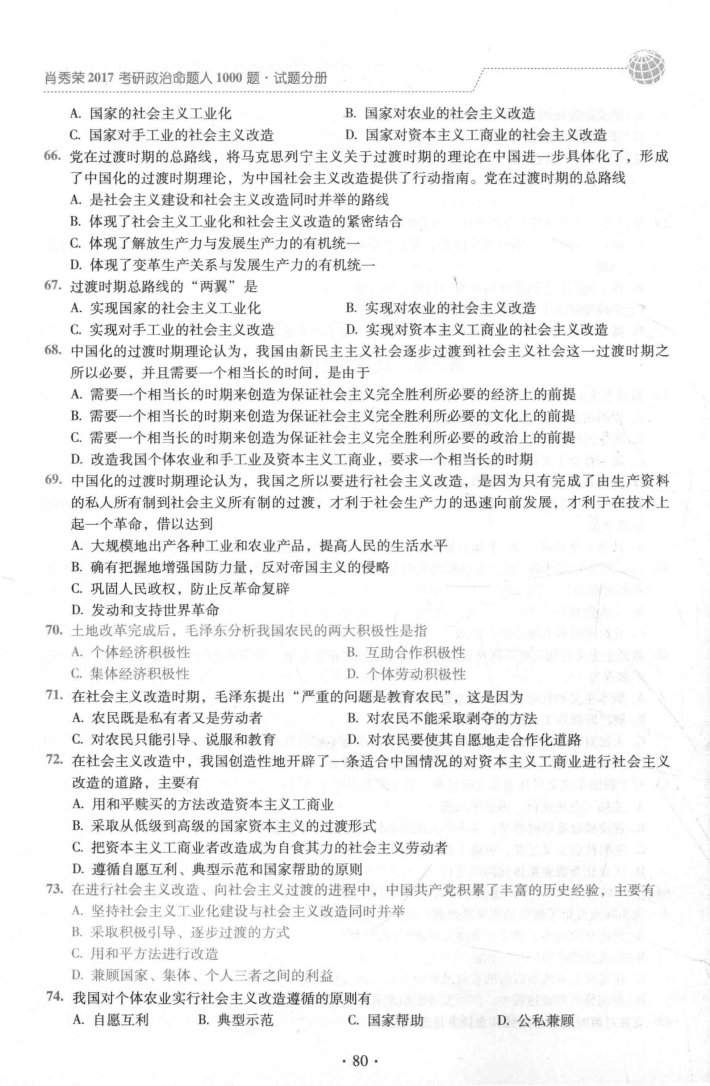 肖秀荣 2017 考研政治命题人 1000 题·试题分册
A. 国家的社会主义工业化 B. 国家对农业的社会主义改造
C. 国家对手工业的社会主义改造 D. 国家对资本主义工商业的社会主义改造
66. 党在过渡时期的总路线，将马克思列宁主义关于过渡时期的理论在中国进一步具体化了，形成
了中国化的过渡时期理论，为中国社会主义改造提供了行动指南。党在过渡时期的总路线
A. 是社会主义建设和社会主义改造同时并举的路线
B. 体现了社会主义工业化和社会主义改造的紧密结合
C. 体现了解放生产力与发展生产力的有机统一
D. 体现了变革生产关系与发展生产力的有机统一
67. 过渡时期总路线的“两翼”是
A. 实现国家的社会主义工业化 B. 实现对农业的社会主义改造
C. 实现对手工业的社会主义改造 D. 实现对资本主义工商业的社会主义改造
68. 中国化的过渡时期理论认为，我国由新民主主义社会逐步过渡到社会主义社会这一过渡时期之
所以必要，并且需要一个相当长的时间，是由于
A. 需要一个相当长的时期来创造为保证社会主义完全胜利所必要的经济上的前提
B. 需要一个相当长的时期来创造为保证社会主义完全胜利所必要的文化上的前提
C. 需要一个相当长的时期来创造为保证社会主义完全胜利所必要的政治上的前提
D. 改造我国个体农业和手工业及资本主义工商业，要求一个相当长的时期
69. 中国化的过渡时期理论认为，我国之所以要进行社会主义改造，是因为只有完成了由生产资料
的私人所有制到社会主义所有制的过渡，才利于社会生产力的迅速向前发展，才利于在技术上
起一个革命，借以达到
A. 大规模地出产各种工业和农业产品，提高人民的生活水平
B. 确有把握地增强国防力量，反对帝国主义的侵略
C. 巩固人民政权，防止反革命复辟
D. 发动和支持世界革命
70. 土地改革完成后，毛泽东分析我国农民的两大积极性是指
A. 个体经济积极性 B. 互助合作积极性
C. 集体经济积极性 D. 个体劳动积极性
71. 在社会主义改造时期，毛泽东提出“严重的问题是教育农民”，这是因为
A. 农民既是私有者又是劳动者 B. 对农民不能采取剥夺的方法
C. 对农民只能引导、说服和教育 D. 对农民要使其自愿地走合作化道路
72. 在社会主义改造中，我国创造性地开辟了一条适合中国情况的对资本主义工商业进行社会主义
改造的道路，主要有
A. 用和平赎买的方法改造资本主义工商业
B. 采取从低级到高级的国家资本主义的过渡形式
C. 把资本主义工商业者改造成为自食其力的社会主义劳动者
D. 遵循自愿互利、典型示范和国家帮助的原则
73. 在进行社会主义改造、向社会主义过渡的进程中，中国共产党积累了丰富的历史经验，主要有
A. 坚持社会主义工业化建设与社会主义改造同时并举
B. 采取积极引导、逐步过渡的方式
C. 用和平方法进行改造
D. 兼顾国家、集体、个人三者之间的利益
74. 我国对个体农业实行社会主义改造遵循的原则有
A. 自愿互利 B. 典型示范 C. 国家帮助 D. 公私兼顾
· 80 ·